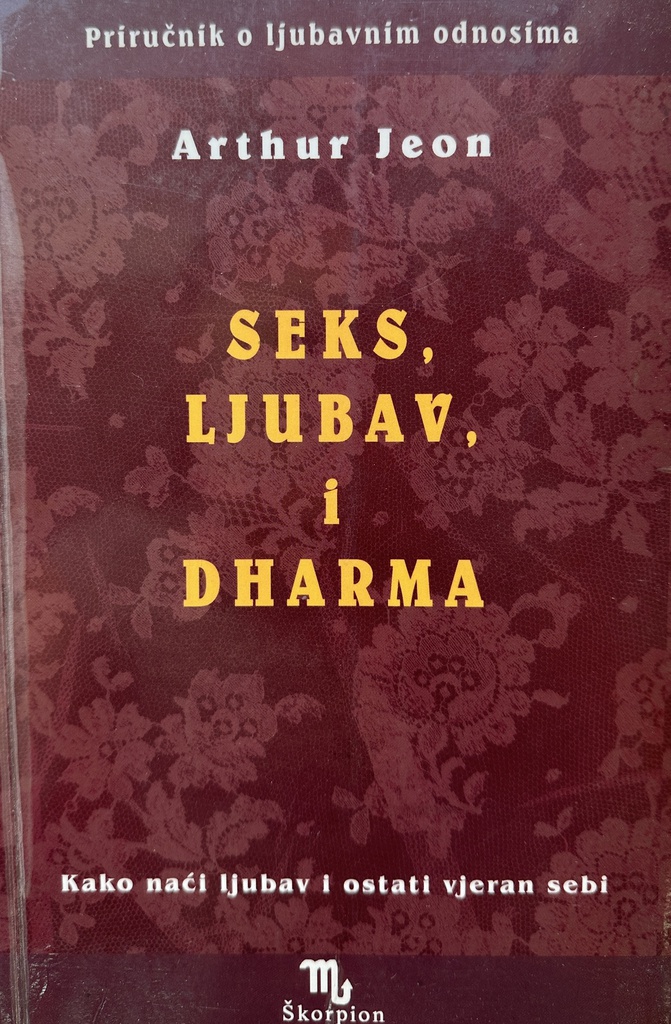 Priručnik o ljubavnim odnosima
Arthur Jeon
SEKS,
LJUBAV,
i
DHARMA
Kako naći ljubav i ostati vjeran sebi
Škorpion